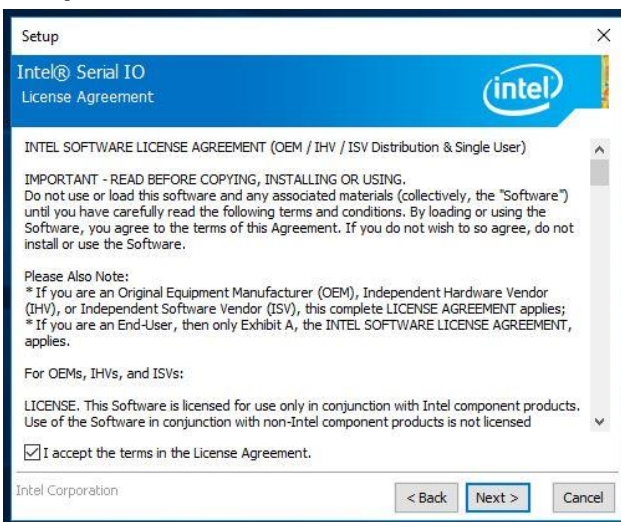 Setup
Intel® Serial IO
License Agreement
intel
INTEL SOFTWARE LICENSE AGREEMENT (OEM / IHV / ISV Distribution & Single User)
IMPORTANT - READ BEFORE COPYING, INSTALLING OR USING.
Do not use or load this software and any associated materials (collectively, the "Software")
until you have carefully read the following terms and conditions. By loading or using the
Software, you agree to the terms of this Agreement. If you do not wish to so agree, do not
install or use the Software.
Please Also Note:
* If you are an Original Equipment Manufacturer (OEM), Independent Hardware Vendor
(IHV), or Independent Software Vendor (ISV), this complete LICENSE AGREEMENT applies;
* If you are an End-User, then only Exhibit A, the INTEL SOFTWARE LICENSE AGREEMENT,
applies.
For OEMs, IHVs, and ISVs:
LICENSE. This Software is licensed for use only in conjunction with Intel component products.
Use of the Software in conjunction with non-Intel component products is not licensed
I accept the terms in the License Agreement.
Intel Corporation
< Back
Next >
Cancel